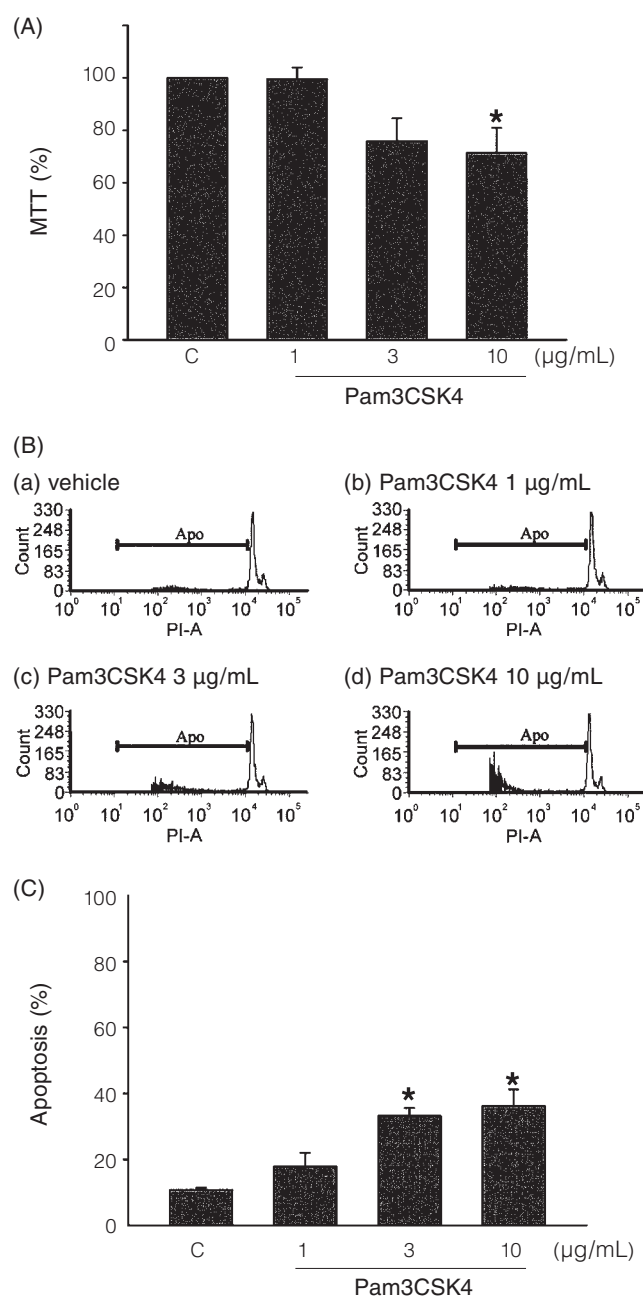 (A)
MTT (%)
100
80
60
40
20
0
*
C 1 3 10 (µg/mL)
Pam3CSK4
(B)
(a) vehicle
(b) Pam3CSK4 1 µg/mL
330
248
165
83
0
Count
Apo
10⁰ 10¹ 10² 10³ 10⁴ 10⁵
PI-A
330
248
165
83
0
Count
Apo
10⁰ 10¹ 10² 10³ 10⁴ 10⁵
PI-A
(c) Pam3CSK4 3 µg/mL
(d) Pam3CSK4 10 µg/mL
330
248
165
83
0
Count
Apo
10⁰ 10¹ 10² 10³ 10⁴ 10⁵
PI-A
330
248
165
83
0
Count
Apo
10⁰ 10¹ 10² 10³ 10⁴ 10⁵
PI-A
(C)
Apoptosis (%)
100
80
60
40
20
0
* *
C 1 3 10 (µg/mL)
Pam3CSK4